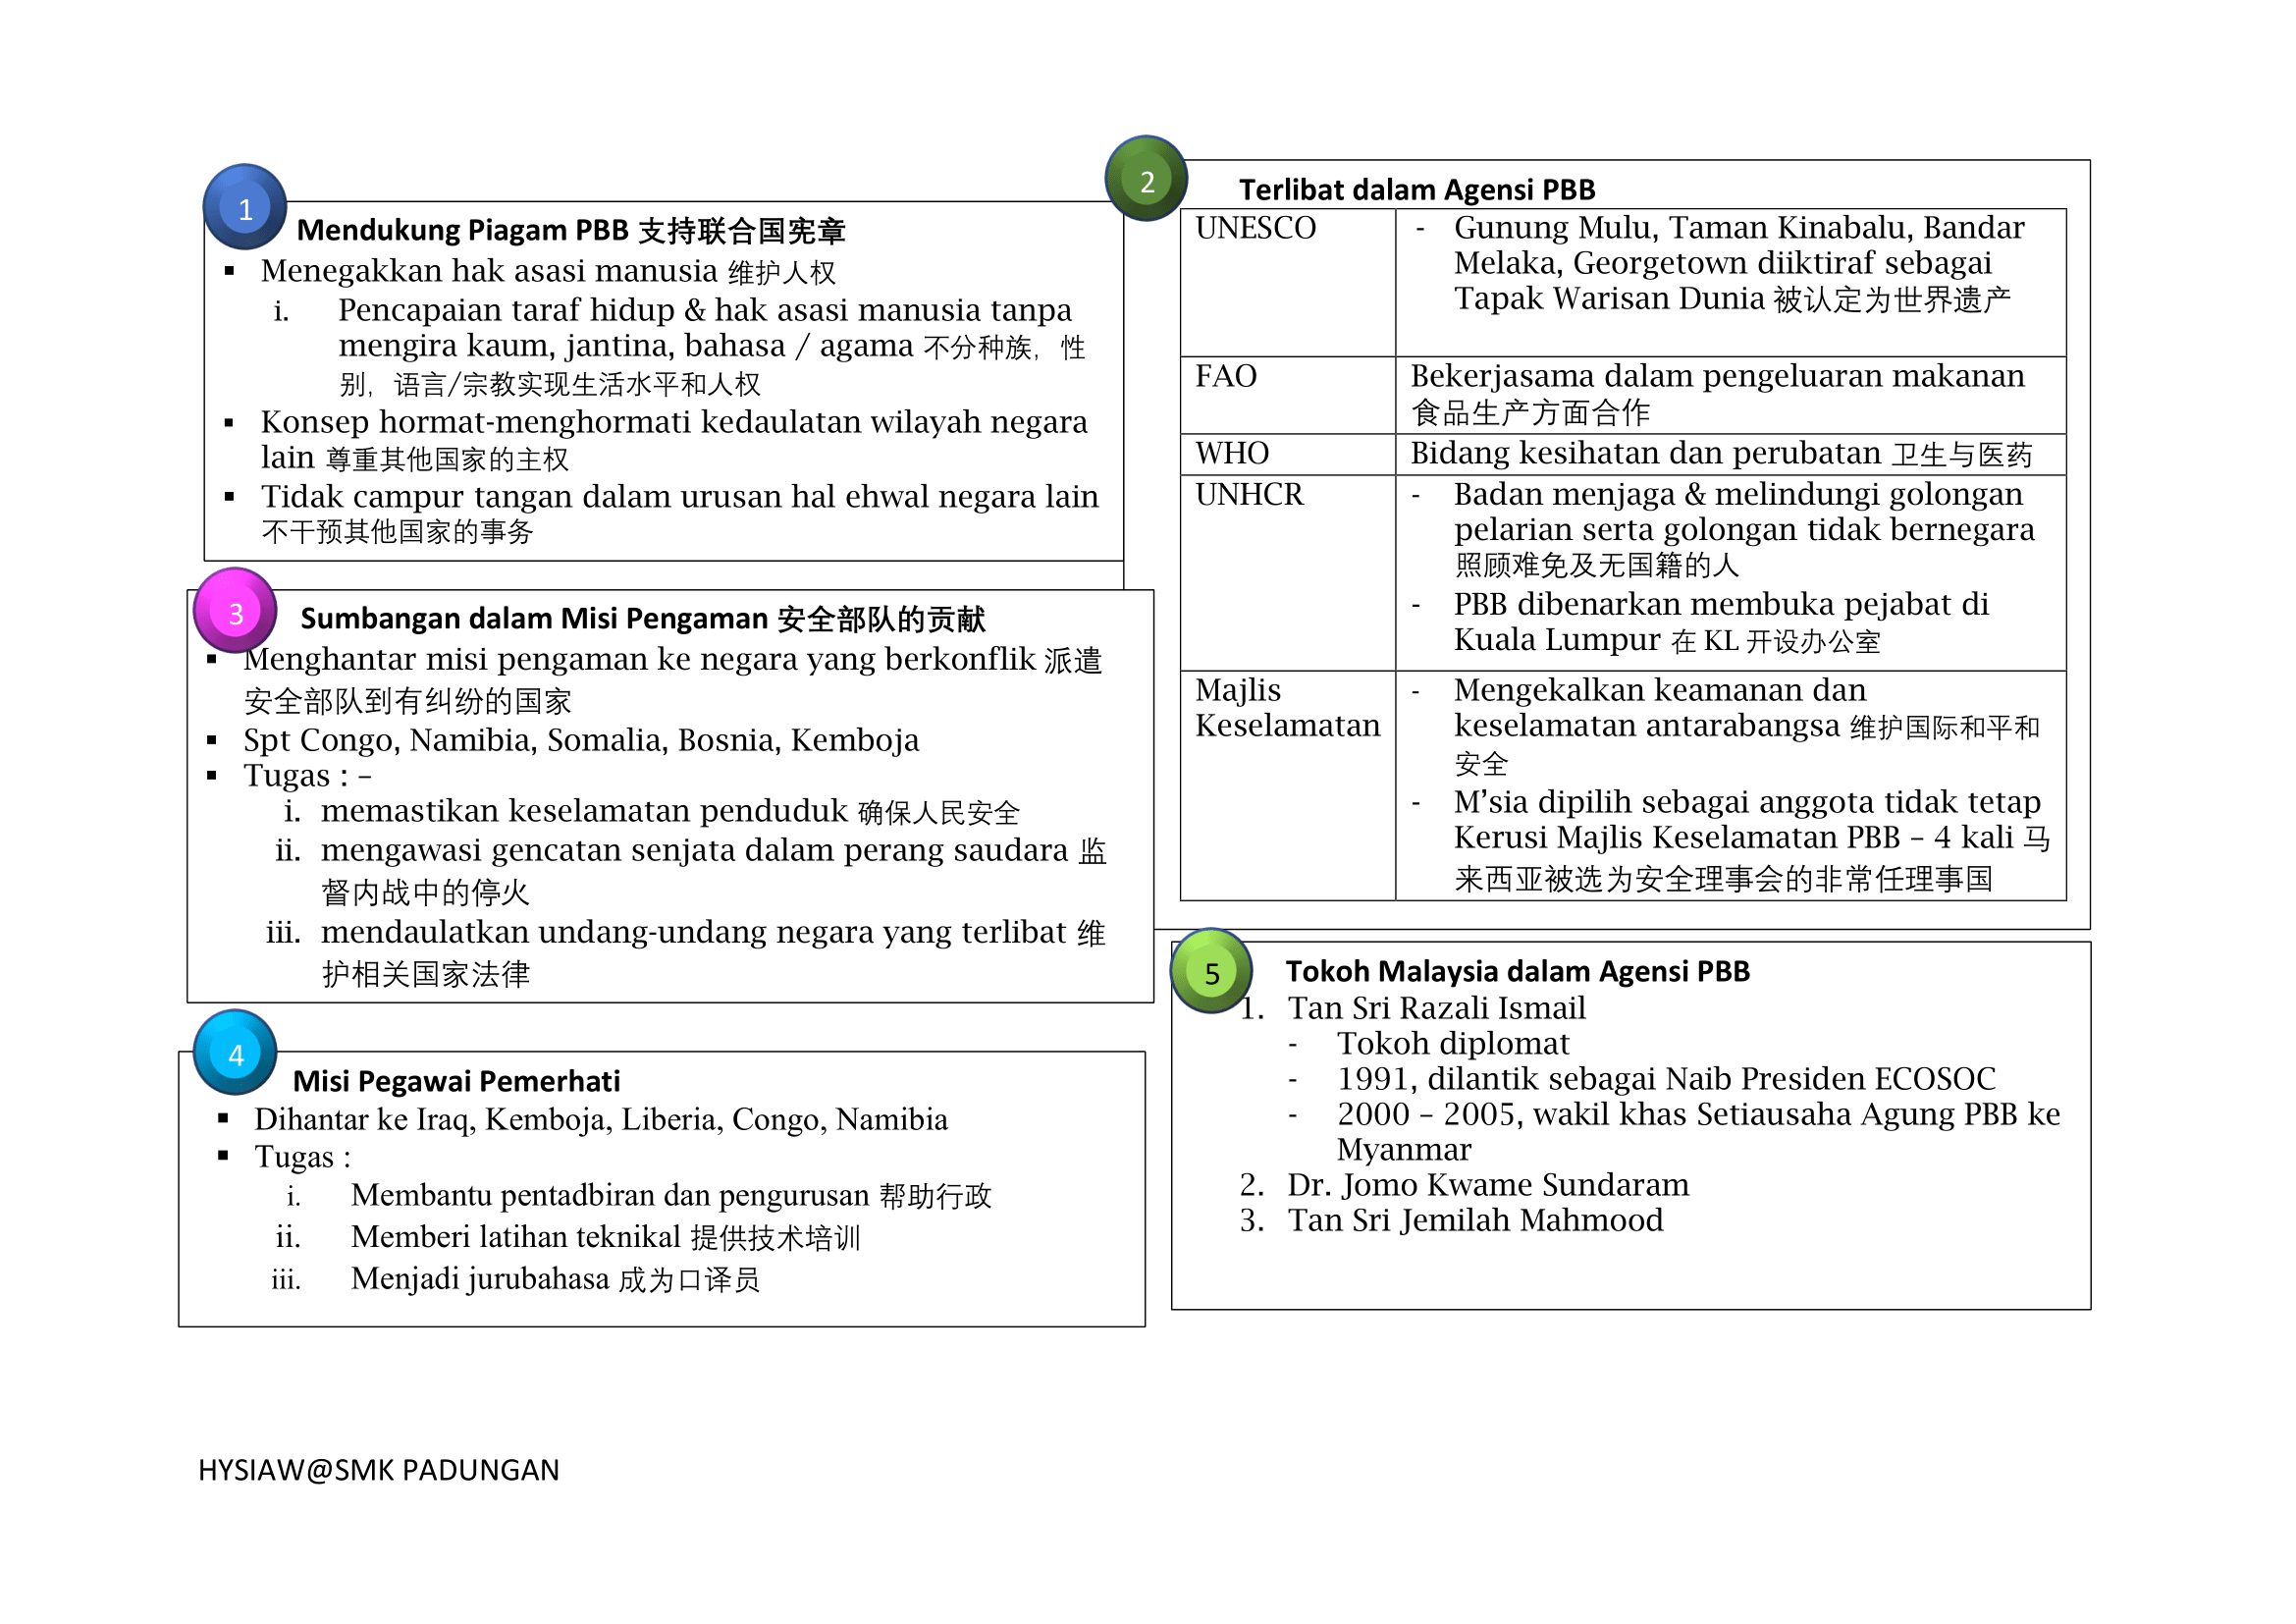 1
Mendukung Piagam PBB 支持联合国宪章
▪ Menegakkan hak asasi manusia 维护人权
i. Pencapaian taraf hidup & hak asasi manusia tanpa
mengira kaum, jantina, bahasa / agama 不分种族，性
别，语言/宗教实现生活水平和人权
▪ Konsep hormat-menghormati kedaulatan wilayah negara
lain 尊重其他国家的主权
▪ Tidak campur tangan dalam urusan hal ehwal negara lain
不干预其他国家的事务
2
Terlibat dalam Agensi PBB
UNESCO
- Gunung Mulu, Taman Kinabalu, Bandar
Melaka, Georgetown diiktiraf sebagai
Tapak Warisan Dunia 被认定为世界遗产
FAO
Bekerjasama dalam pengeluaran makanan
食品生产方面合作
WHO
Bidang kesihatan dan perubatan 卫生与医药
UNHCR
- Badan menjaga & melindungi golongan
pelarian serta golongan tidak bernegara
照顾难免及无国籍的人
- PBB dibenarkan membuka pejabat di
Kuala Lumpur 在 KL 开设办公室
Majlis
Keselamatan
- Mengekalkan keamanan dan
keselamatan antarabangsa 维护国际和平和
安全
- M’sia dipilih sebagai anggota tidak tetap
Kerusi Majlis Keselamatan PBB – 4 kali 马
来西亚被选为安全理事会的非常任理事国
3
Sumbangan dalam Misi Pengaman 安全部队的贡献
▪ Menghantar misi pengaman ke negara yang berkonflik 派遣
安全部队到有纠纷的国家
▪ Spt Congo, Namibia, Somalia, Bosnia, Kemboja
▪ Tugas : –
i. memastikan keselamatan penduduk 确保人民安全
ii. mengawasi gencatan senjata dalam perang saudara 监
督内战中的停火
iii. mendaulatkan undang-undang negara yang terlibat 维
护相关国家法律
4
Misi Pegawai Pemerhati
▪ Dihantar ke Iraq, Kemboja, Liberia, Congo, Namibia
▪ Tugas :
i. Membantu pentadbiran dan pengurusan 帮助行政
ii. Memberi latihan teknikal 提供技术培训
iii. Menjadi jurubahasa 成为口译员
5
Tokoh Malaysia dalam Agensi PBB
1. Tan Sri Razali Ismail
- Tokoh diplomat
- 1991, dilantik sebagai Naib Presiden ECOSOC
- 2000 – 2005, wakil khas Setiausaha Agung PBB ke
Myanmar
2. Dr. Jomo Kwame Sundaram
3. Tan Sri Jemilah Mahmood
HYSIAW@SMK PADUNGAN